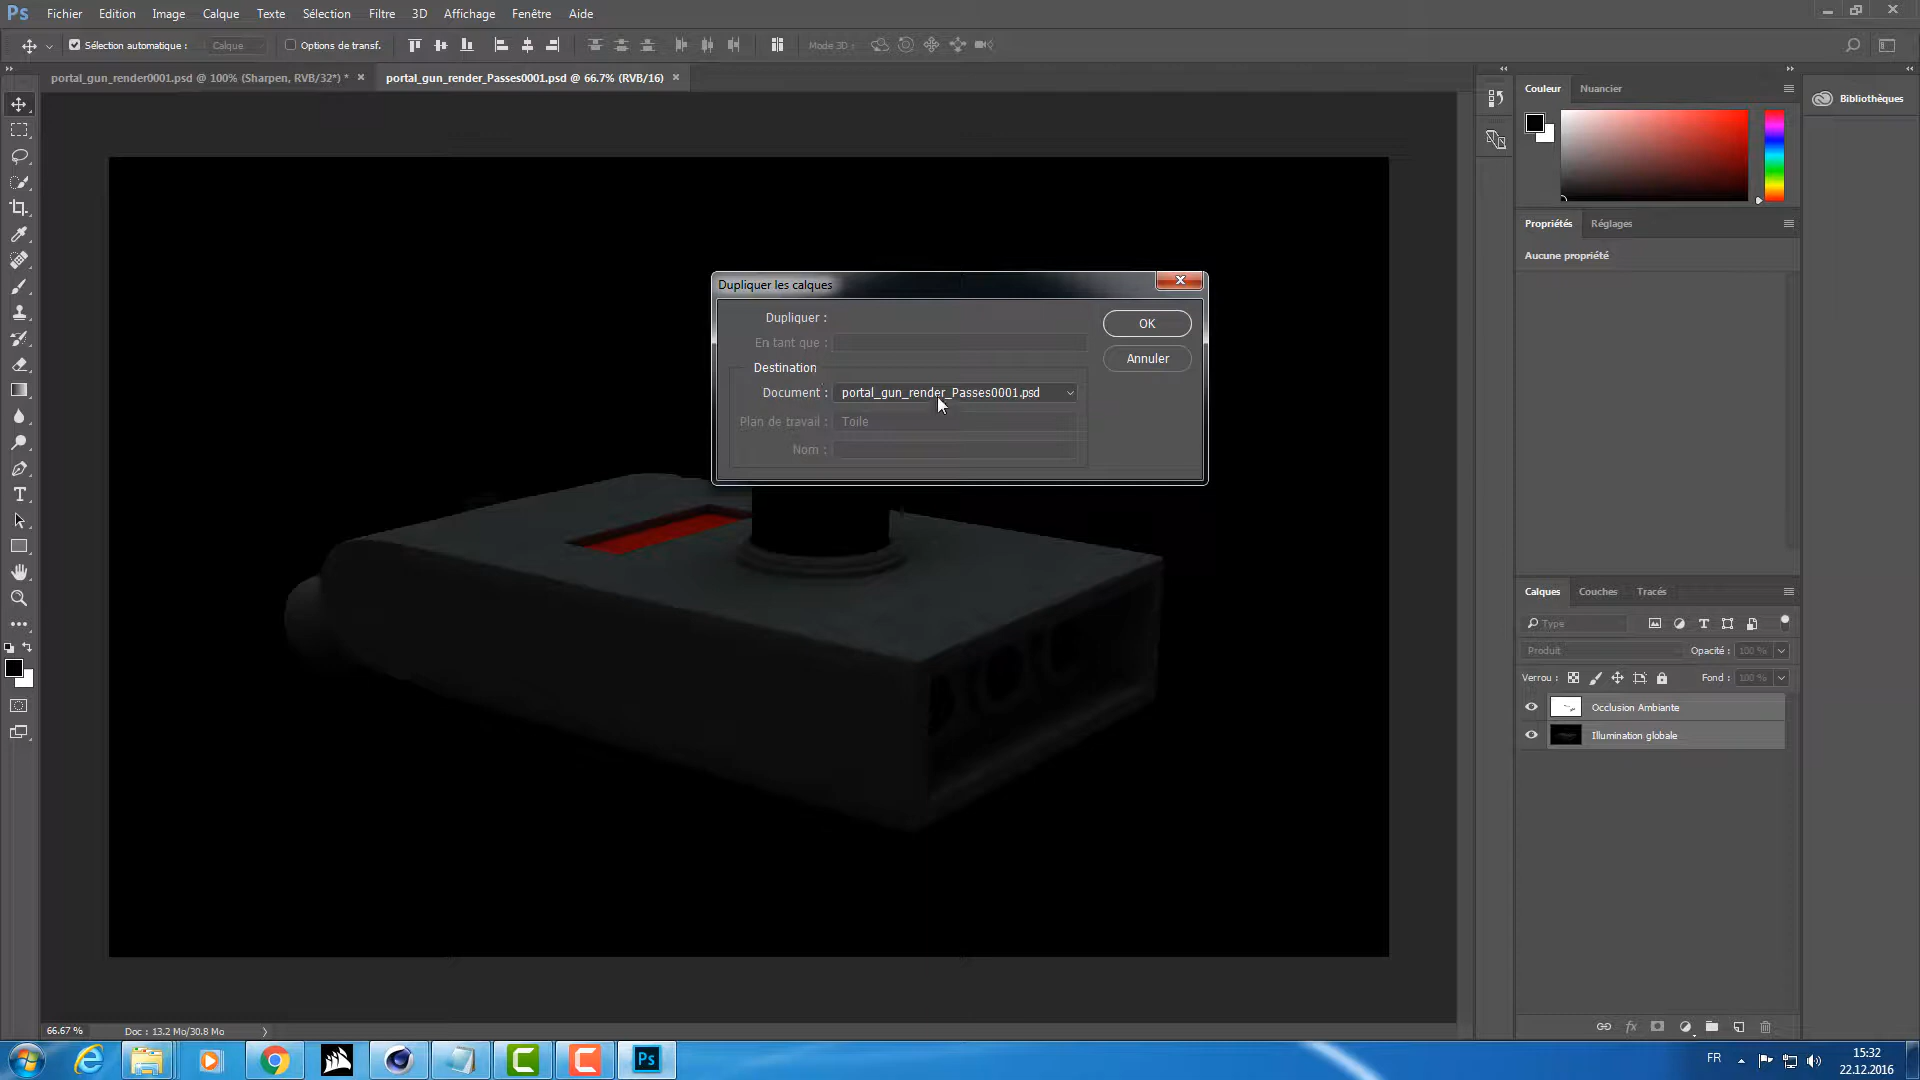 Ps Fichier Edition Image Calque Texte Sélection Filtre 3D Affichage Fenêtre Aide
Sélection automatique : Calque Options de transf. Mode 3D :
portal_gun_render0001.psd @ 100% (Sharpen, RVB/32*) * × portal_gun_render_Passes0001.psd @ 66.7% (RVB/16) ×
Couleur Nuancier
Bibliothèques
Propriétés Réglages
Aucune propriété
Dupliquer les calques
Dupliquer :
OK
En tant que :
Annuler
Destination
Document : portal_gun_render_Passes0001.psd
Plan de travail : Toile
Nom :
Calques Couches Tracés
Type
Produit Opacité : 100 %
Verrou : Fond : 100 %
Occlusion Ambiante
Illumination globale
fx
66.67 % Doc : 13.2 Mo/30.8 Mo
Ps
FR
15:32
22.12.2016